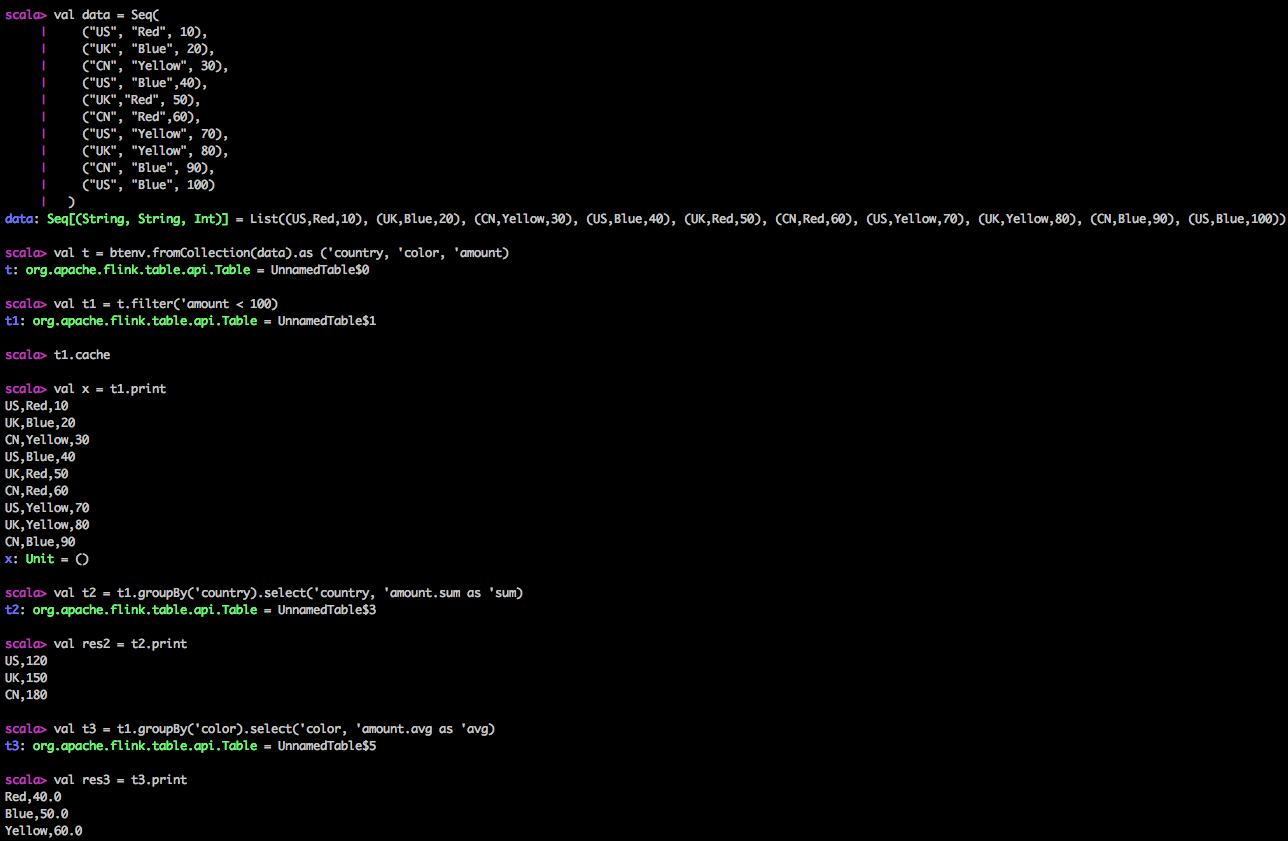 scala> val data = Seq(
     |     ("US", "Red", 10),
     |     ("UK", "Blue", 20),
     |     ("CN", "Yellow", 30),
     |     ("US", "Blue",40),
     |     ("UK","Red", 50),
     |     ("CN", "Red",60),
     |     ("US", "Yellow", 70),
     |     ("UK", "Yellow", 80),
     |     ("CN", "Blue", 90),
     |     ("US", "Blue", 100)
     |   )
data: Seq[(String, String, Int)] = List((US,Red,10), (UK,Blue,20), (CN,Yellow,30), (US,Blue,40), (UK,Red,50), (CN,Red,60), (US,Yellow,70), (UK,Yellow,80), (CN,Blue,90), (US,Blue,100))

scala> val t = btenv.fromCollection(data).as ('country, 'color, 'amount)
t: org.apache.flink.table.api.Table = UnnamedTable$0

scala> val t1 = t.filter('amount < 100)
t1: org.apache.flink.table.api.Table = UnnamedTable$1

scala> t1.cache

scala> val x = t1.print
US,Red,10
UK,Blue,20
CN,Yellow,30
US,Blue,40
UK,Red,50
CN,Red,60
US,Yellow,70
UK,Yellow,80
CN,Blue,90
x: Unit = ()

scala> val t2 = t1.groupBy('country).select('country, 'amount.sum as 'sum)
t2: org.apache.flink.table.api.Table = UnnamedTable$3

scala> val res2 = t2.print
US,120
UK,150
CN,180

scala> val t3 = t1.groupBy('color).select('color, 'amount.avg as 'avg)
t3: org.apache.flink.table.api.Table = UnnamedTable$5

scala> val res3 = t3.print
Red,40.0
Blue,50.0
Yellow,60.0